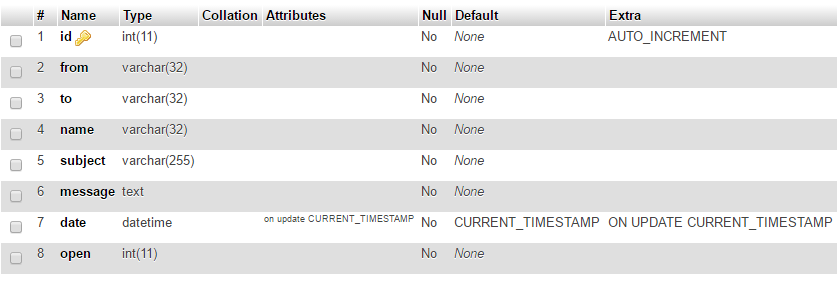 # Name Type Collation Attributes Null Default Extra
1 id int(11) No None AUTO_INCREMENT
2 from varchar(32) No None
3 to varchar(32) No None
4 name varchar(32) No None
5 subject varchar(255) No None
6 message text No None
7 date datetime on update CURRENT_TIMESTAMP No CURRENT_TIMESTAMP ON UPDATE CURRENT_TIMESTAMP
8 open int(11) No None